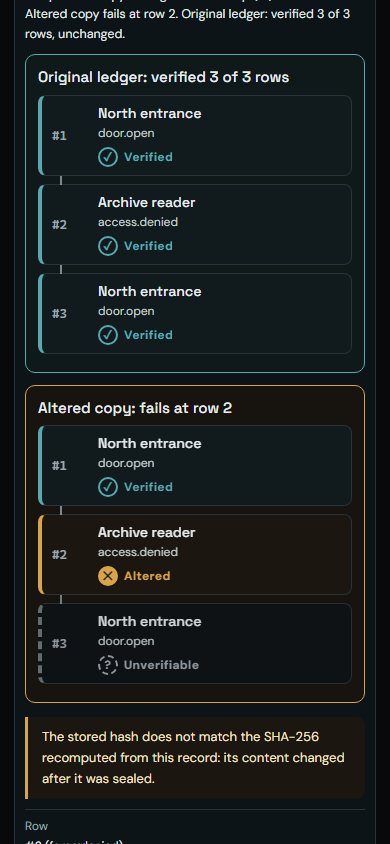 Altered copy fails at row 2. Original ledger: verified 3 of 3
rows, unchanged.
Original ledger: verified 3 of 3 rows
#1
North entrance
door.open
Verified
#2
Archive reader
access.denied
Verified
#3
North entrance
door.open
Verified
Altered copy: fails at row 2
#1
North entrance
door.open
Verified
#2
Archive reader
access.denied
Altered
#3
North entrance
door.open
? Unverifiable
The stored hash does not match the SHA-256
recomputed from this record: its content changed
after it was sealed.
Row